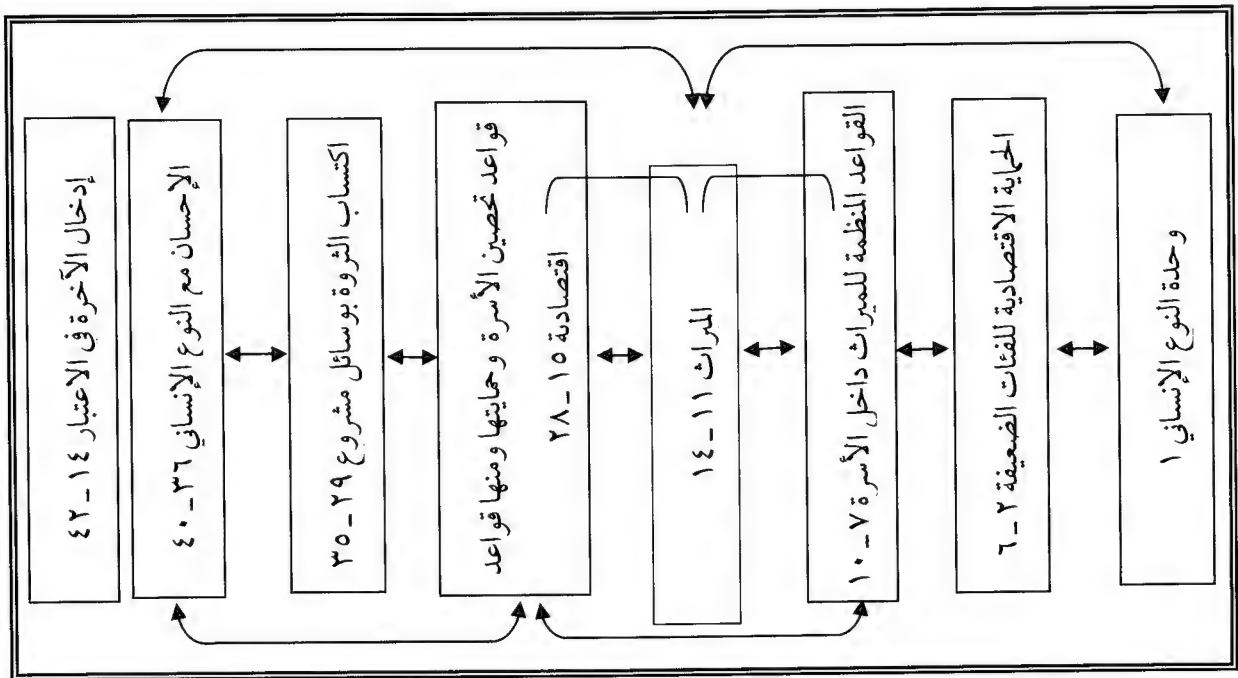 إدخال الآخرة في الاعتبار ١٤_٤٢
الإحسان مع النوع الإنساني ٣٦_٤٠
اكتساب الثروة بوسائل مشروع ٢٩_٣٥
قواعد تحصين الأسرة وحمايتها ومنها قواعد
اقتصادية ١٥_٢٨
الميراث ١١_١٤
القواعد المنظمة للميراث داخل الأسرة ٧_١٠
الحماية الاقتصادية للفئات الضعيفة ٢_٦
وحدة النوع الإنساني ١